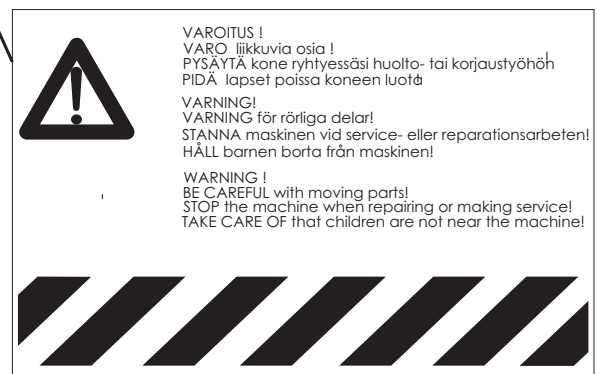 VAROITUS !
VARO liikkuvia osia !
PYSÄYTÄ kone ryhtyessäsi huolto- tai korjaustyöhöh
PIDÄ lapset poissa koneen luota
VARNING!
VARNING för rörliga delar!
STANNA maskinen vid service- eller reparationsarbeten!
HÅLL barnen borta från maskinen!
WARNING !
BE CAREFUL with moving parts!
STOP the machine when repairing or making service!
TAKE CARE OF that children are not near the machine!